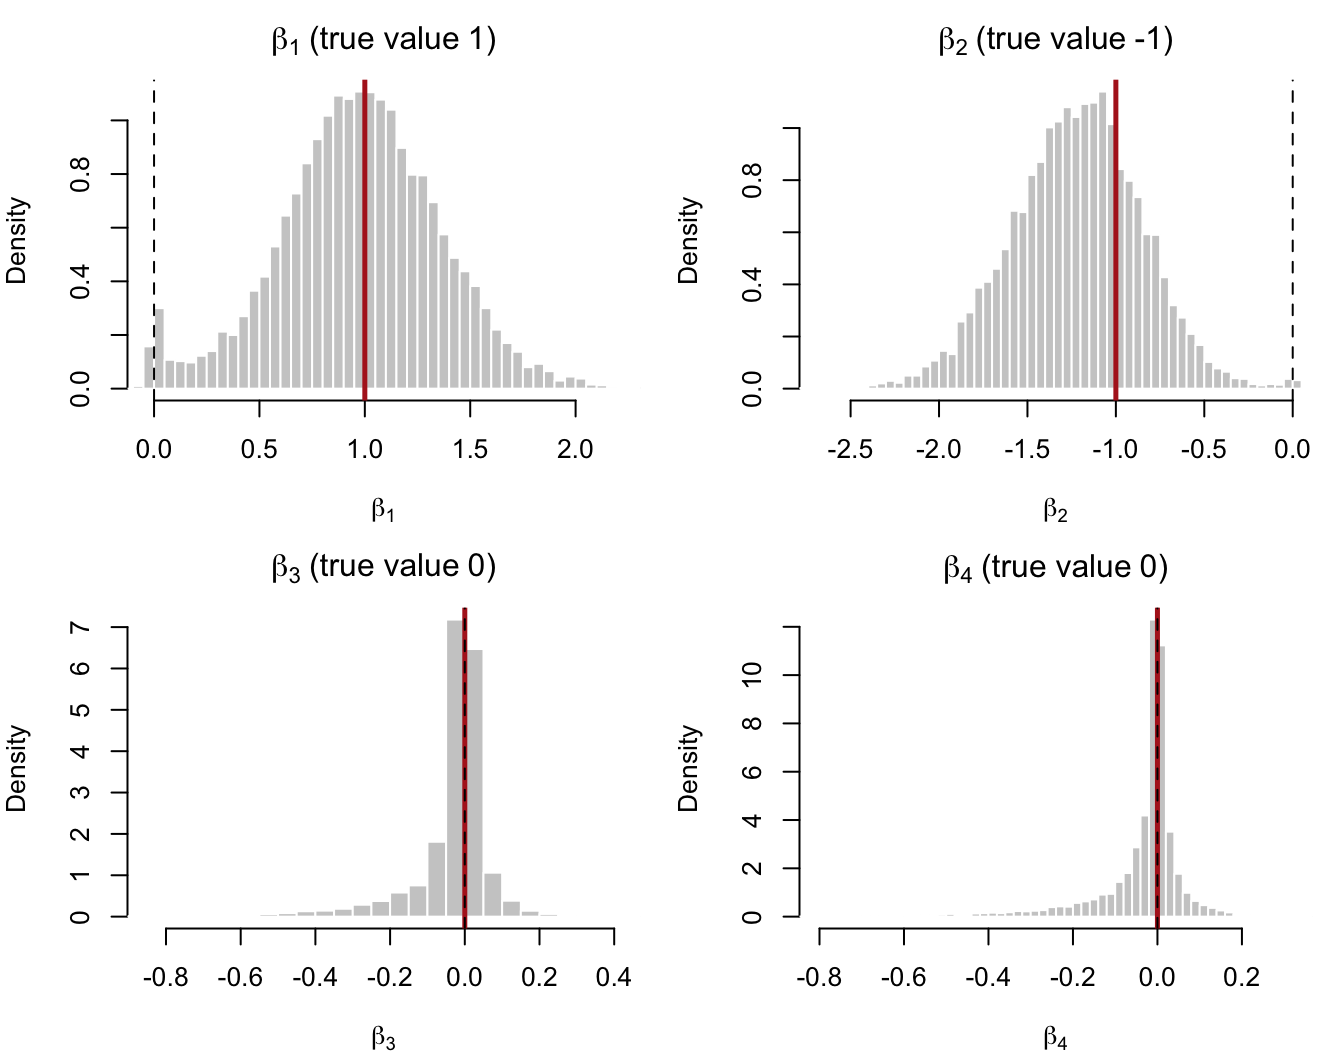 β1 (true value 1)
Density
0.0 0.4 0.8
0.0 0.5 1.0 1.5 2.0
β1
β2 (true value -1)
Density
0.0 0.4 0.8
-2.5 -2.0 -1.5 -1.0 -0.5 0.0
β2
β3 (true value 0)
Density
0 1 2 3 4 5 6 7
-0.8 -0.6 -0.4 -0.2 0.0 0.2 0.4
β3
β4 (true value 0)
Density
0 2 4 6 8 10
-0.8 -0.6 -0.4 -0.2 0.0 0.2
β4